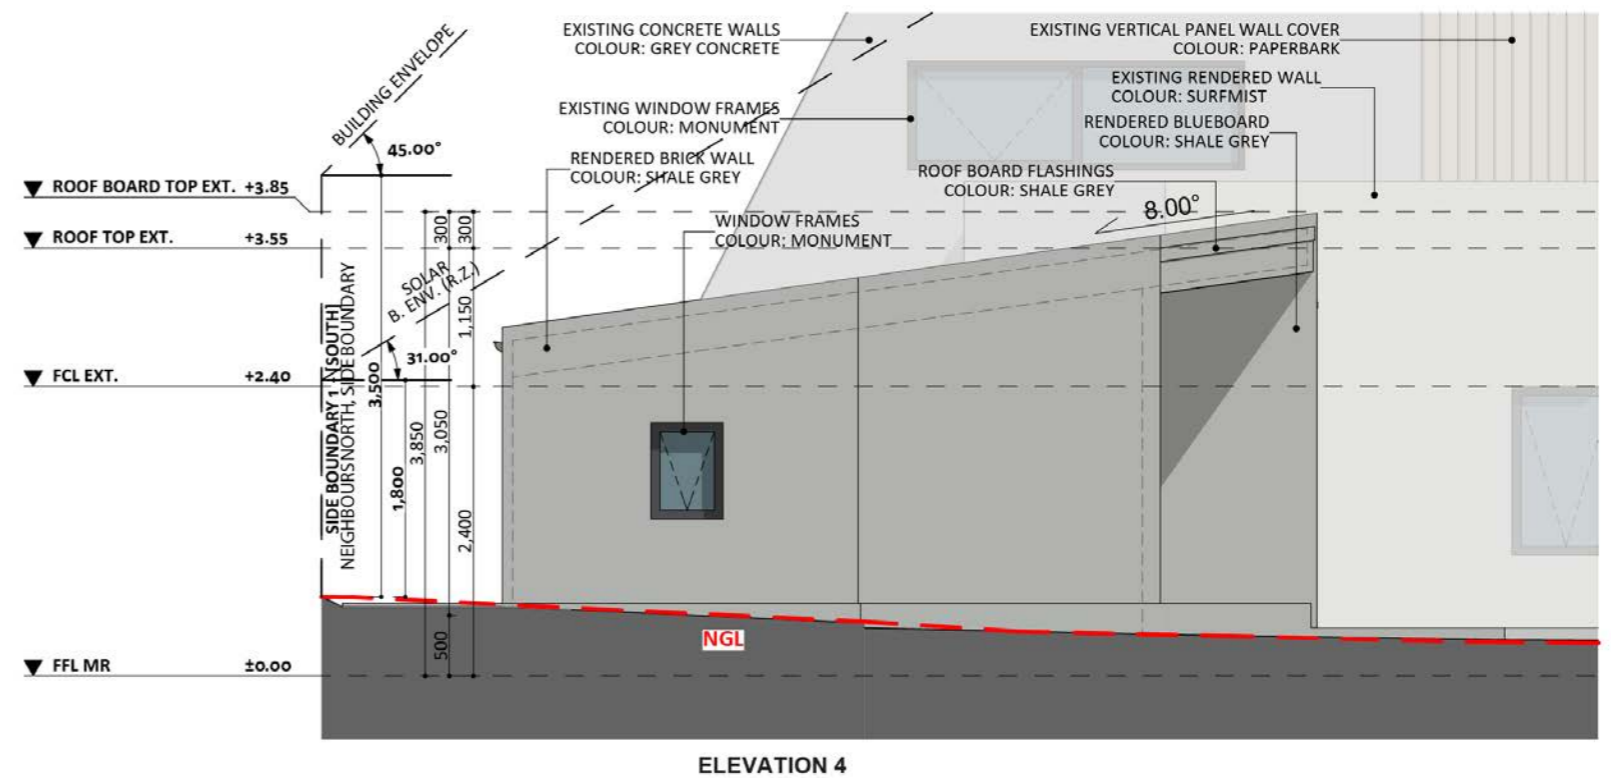 BUILDING ENVELOPE
45.00°
EXISTING CONCRETE WALLS
COLOUR: GREY CONCRETE
EXISTING VERTICAL PANEL WALL COVER
COLOUR: PAPERBARK
EXISTING RENDERED WALL
COLOUR: SURFMIST
EXISTING WINDOW FRAMES
COLOUR: MONUMENT
RENDERED BLUEBOARD
COLOUR: SHALE GREY
RENDERED BRICK WALL
COLOUR: SHALE GREY
ROOF BOARD FLASHINGS
COLOUR: SHALE GREY
ROOF BOARD TOP EXT. +3.85
8.00°
WINDOW FRAMES
COLOUR: MONUMENT
ROOF TOP EXT. +3.55
300
300
SOLAR
B. ENV. (R.Z.)
1,150
31.00°
FCL EXT. +2.40
SIDE BOUNDARY 1 [SOUTH]
NEIGHBOURS NORTH, SIDE BOUNDARY
3,500
1,800
3,850
3,050
2,400
500
NGL
FFL MR ±0.00
ELEVATION 4